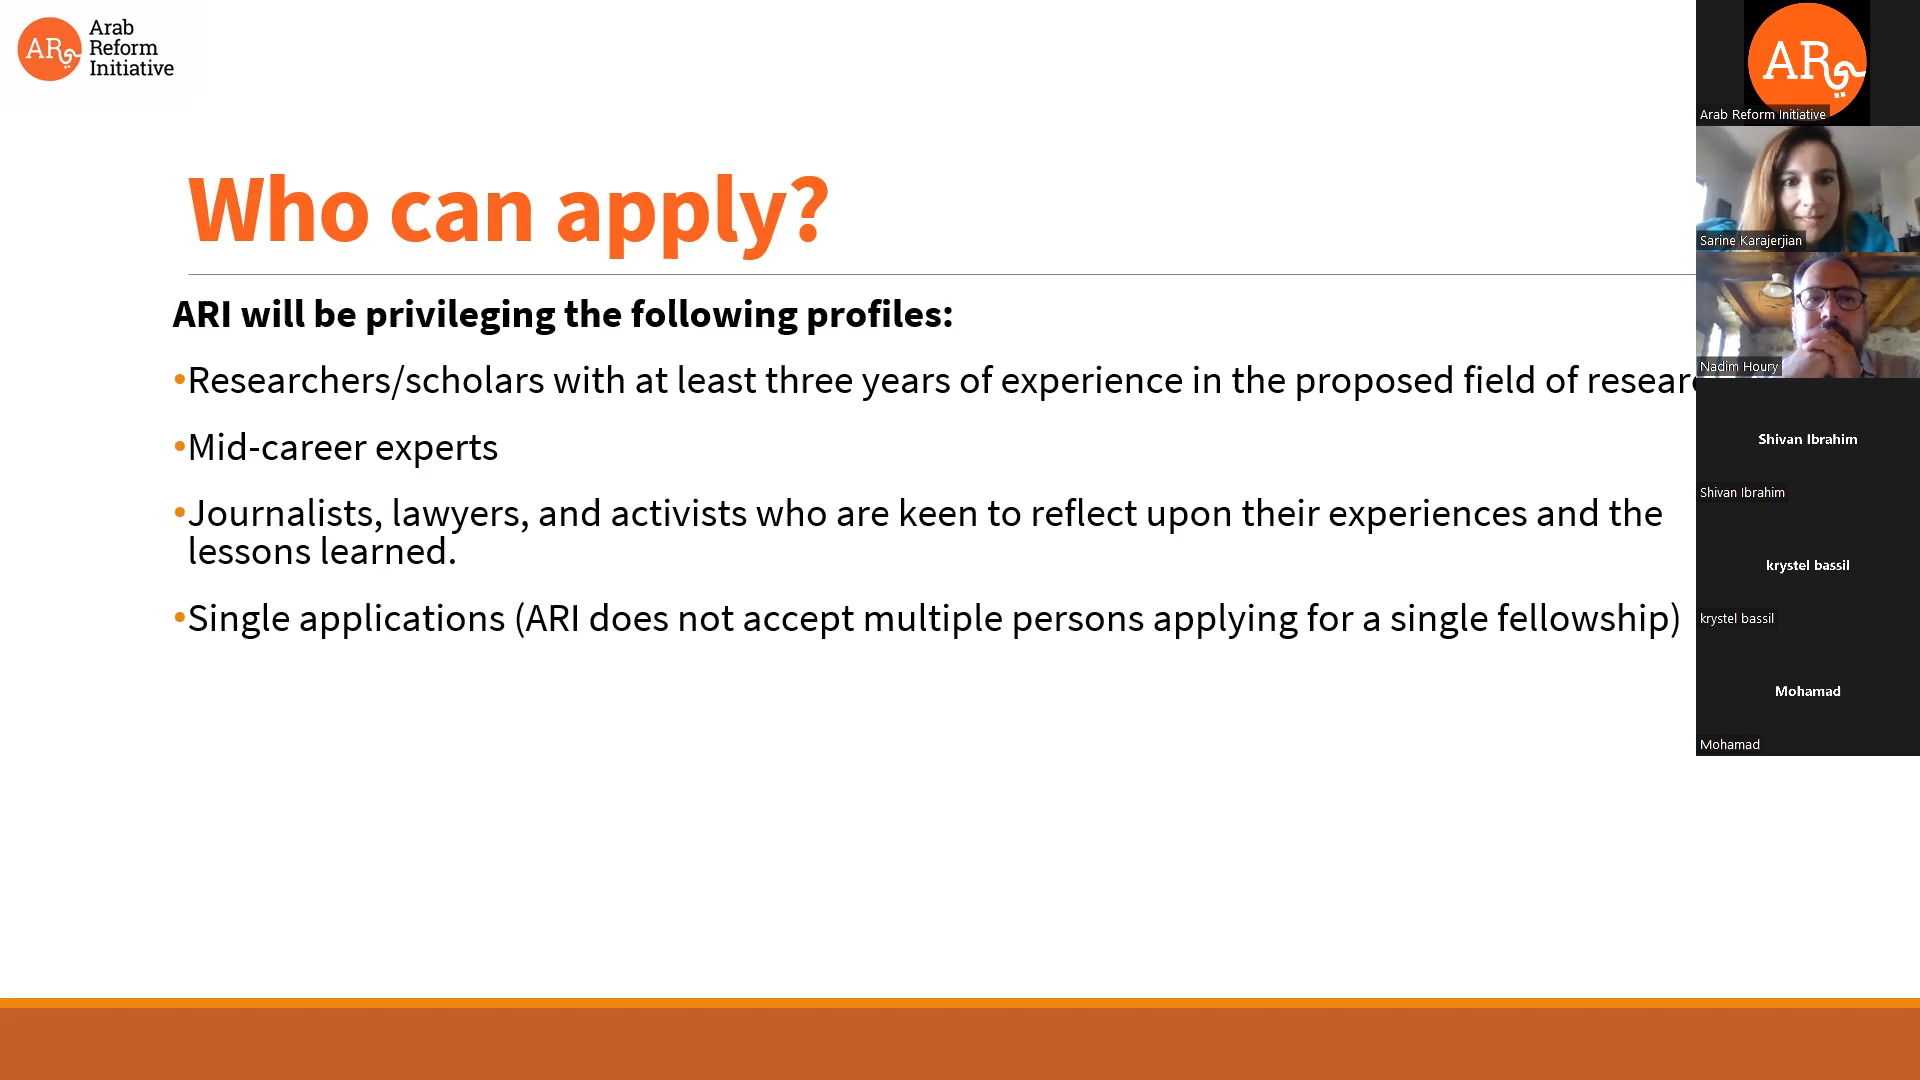 Arab
Reform
Initiative
Who can apply?
ARI will be privileging the following profiles:
•Researchers/scholars with at least three years of experience in the proposed field of
•Mid-career experts
•Journalists, lawyers, and activists who are keen to reflect upon their experiences and the
lessons learned.
•Single applications (ARI does not accept multiple persons applying for a single fellowship)
Arab Reform Initiative
Sarine Karajerjian
Nadim Houry
Shivan Ibrahim
Shivan Ibrahim
krystel bassil
krystel bassil
Mohamad
Mohamad